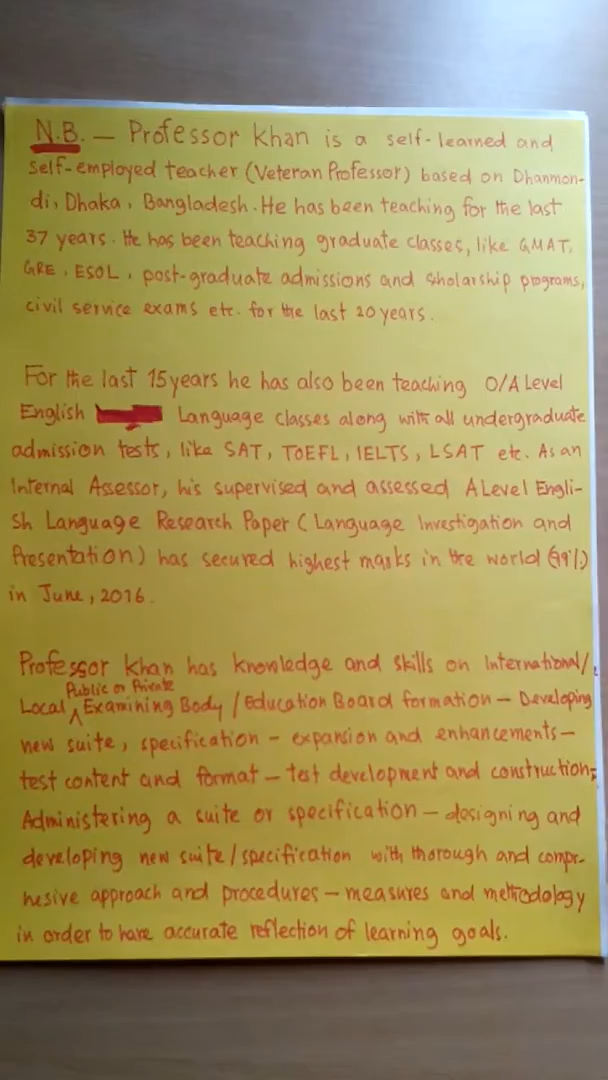 N.B. — Professor Khan is a self-learned and
self-employed teacher (Veteran Professor) based on Dhanmon-
di, Dhaka, Bangladesh. He has been teaching for the last
37 years. He has been teaching graduate classes, like GMAT,
GRE, ESOL, post-graduate admissions and scholarship programs,
civil service exams etc. for the last 20 years.
For the last 15 years he has also been teaching O/A Level
English Language classes along with all undergraduate
admission tests, like SAT, TOEFL, IELTS, LSAT etc. As an
Internal Assessor, his supervised and assessed A Level Engli-
sh Language Research Paper (Language Investigation and
Presentation) has secured highest marks in the world (99%)
in June, 2016.
Professor Khan has knowledge and skills on International/
Public or Private
Local ^ Examining Body / Education Board formation — Developing
new suite, specification – expansion and enhancements –
test content and format – test development and construction,
Administering a suite or specification – designing and
developing new suite/specification with thorough and compr-
hesive approach and procedures – measures and methodology
in order to have accurate reflection of learning goals.